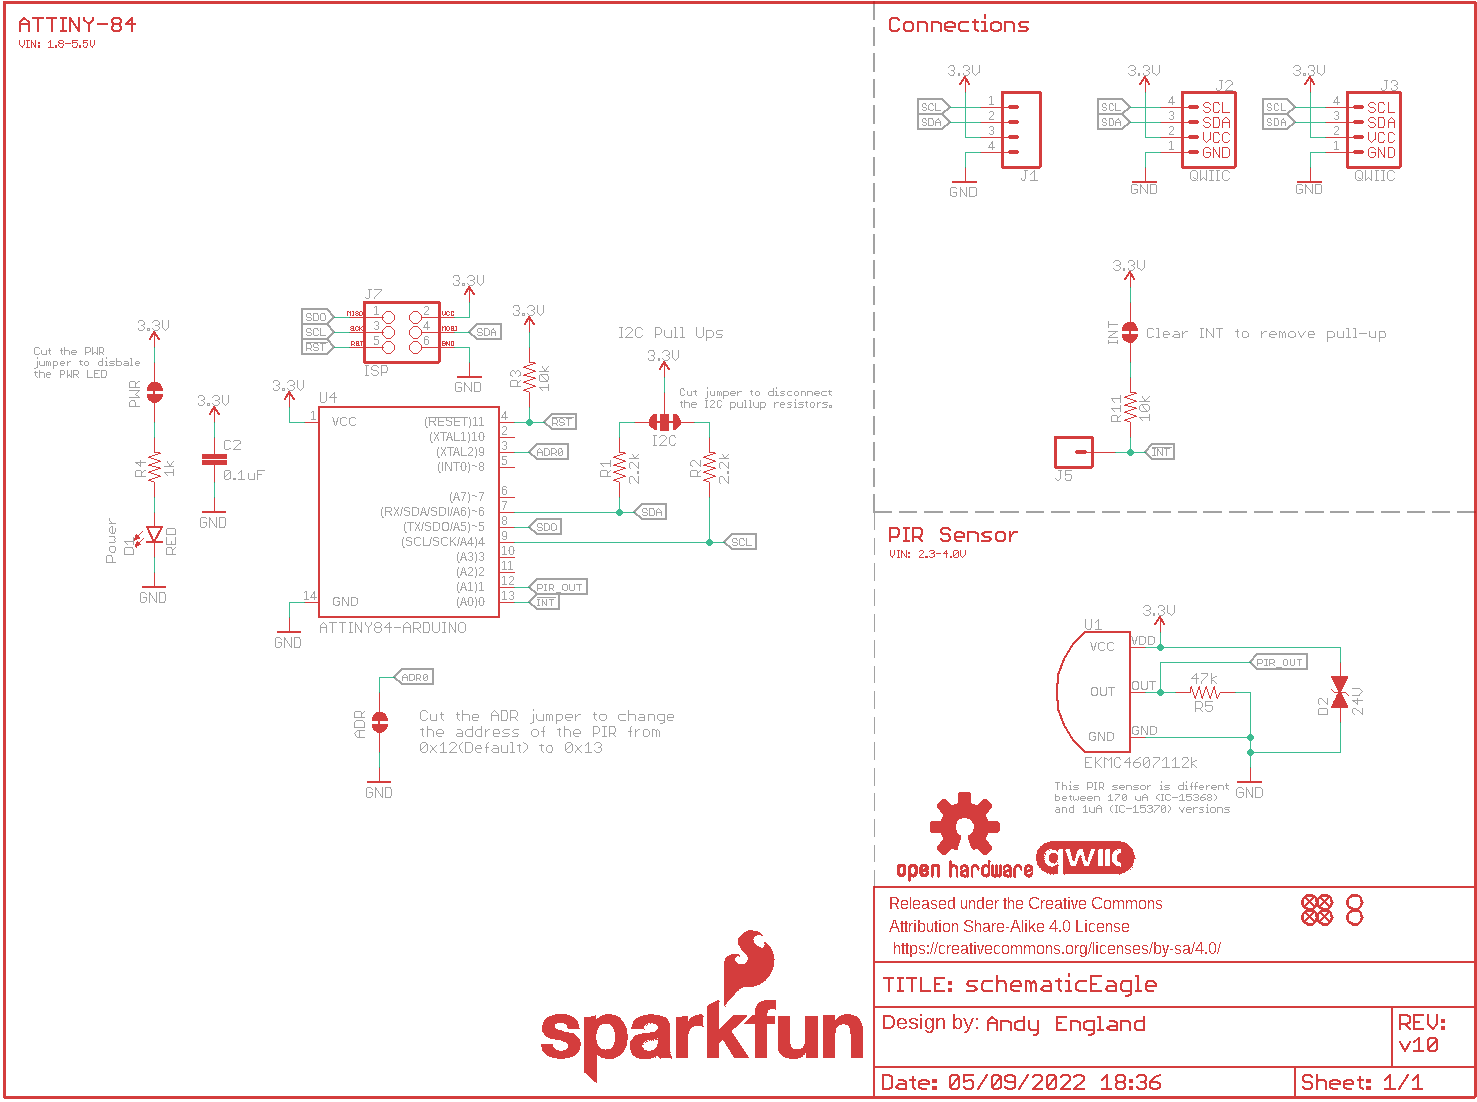 ATTINY-84
VIN: 1.8-5.5V
3.3V
Cut the PWR
jumper to disbale
the PWR LED
PWR
R4
1k
Power
D1
RED
GND
3.3V
C2
0.1uF
GND
J7
3.3V
SDO
MISO
1
2
VCC
SCL
SCK
3
4
MOSI
SDA
RST
RST
5
6
GND
ISP
GND
3.3V
R3
10k
3.3V
U4
1
VCC
14
GND
GND
(RESET)11
4
RST
(XTAL1)10
2
(XTAL2)9
3
ADR0
(INT0)~8
5
(A7)~7
6
(RX/SDA/SDI/A6)~6
7
SDA
(TX/SDO/A5)~5
8
SDO
(SCL/SCK/A4)4
9
SCL
(A3)3
10
(A2)2
11
(A1)1
12
PIR_OUT
(A0)0
13
INT
ATTINY84-ARDUINO
I2C Pull Ups
3.3V
Cut jumper to disconnect
the I2C pullup resistors.
I2C
R1
2.2k
R2
2.2k
ADR0
ADR
GND
Cut the ADR jumper to change
the address of the PIR from
0x12(Default) to 0x13
Connections
3.3V
SCL
1
SDA
2
3
4
J1
GND
3.3V
J2
SCL
4
SCL
SDA
3
SDA
2
VCC
1
GND
QWIIC
GND
3.3V
J3
SCL
4
SCL
SDA
3
SDA
2
VCC
1
GND
QWIIC
GND
3.3V
INT
Clear INT to remove pull-up
R11
10k
J5
INT
PIR Sensor
VIN: 2.3-4.0V
3.3V
U1
VCC
VDD
OUT
OUT
GND
GND
PIR_OUT
47k
R5
D2
24V
EKMC4607112k
GND
This PIR sensor is different
between 170 uA (IC-15368)
and 1uA (IC-15370) versions
open hardware
qwiic
sparkfun
Released under the Creative Commons
Attribution Share-Alike 4.0 License
https://creativecommons.org/licenses/by-sa/4.0/
TITLE: schematicEagle
Design by: Andy England
REV:
v10
Date: 05/09/2022 18:36
Sheet: 1/1